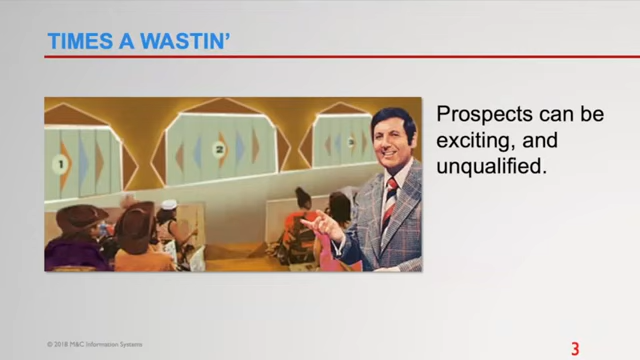 TIMES A WASTIN’
Prospects can be
exciting, and
unqualified.
1
2
3
© 2018 M&C Information Systems
3